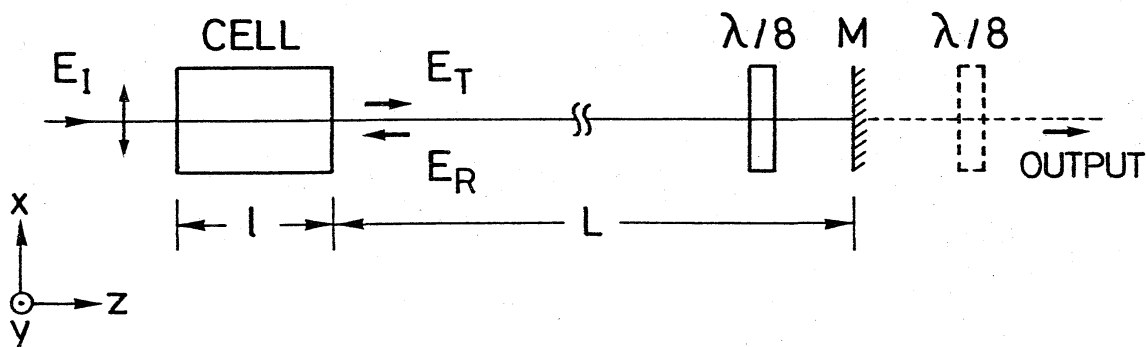 CELL
λ/8
M
λ/8
E_I
E_T
E_R
OUTPUT
x
l
L
z
y